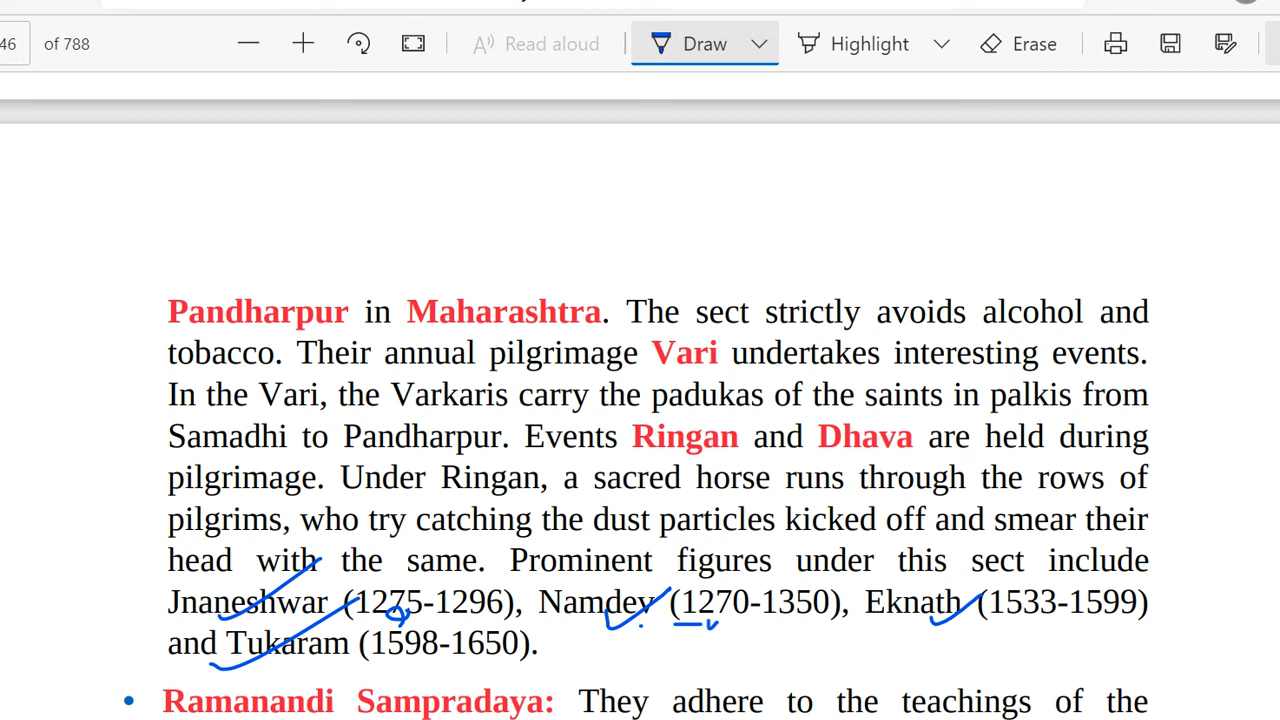 46 of 788 Read aloud Draw Highlight Erase
Pandharpur in Maharashtra. The sect strictly avoids alcohol and
tobacco. Their annual pilgrimage Vari undertakes interesting events.
In the Vari, the Varkaris carry the padukas of the saints in palkis from
Samadhi to Pandharpur. Events Ringan and Dhava are held during
pilgrimage. Under Ringan, a sacred horse runs through the rows of
pilgrims, who try catching the dust particles kicked off and smear their
head with the same. Prominent figures under this sect include
Jnaneshwar (1275-1296), Namdev (1270-1350), Eknath (1533-1599)
and Tukaram (1598-1650).
• Ramanandi Sampradaya: They adhere to the teachings of the